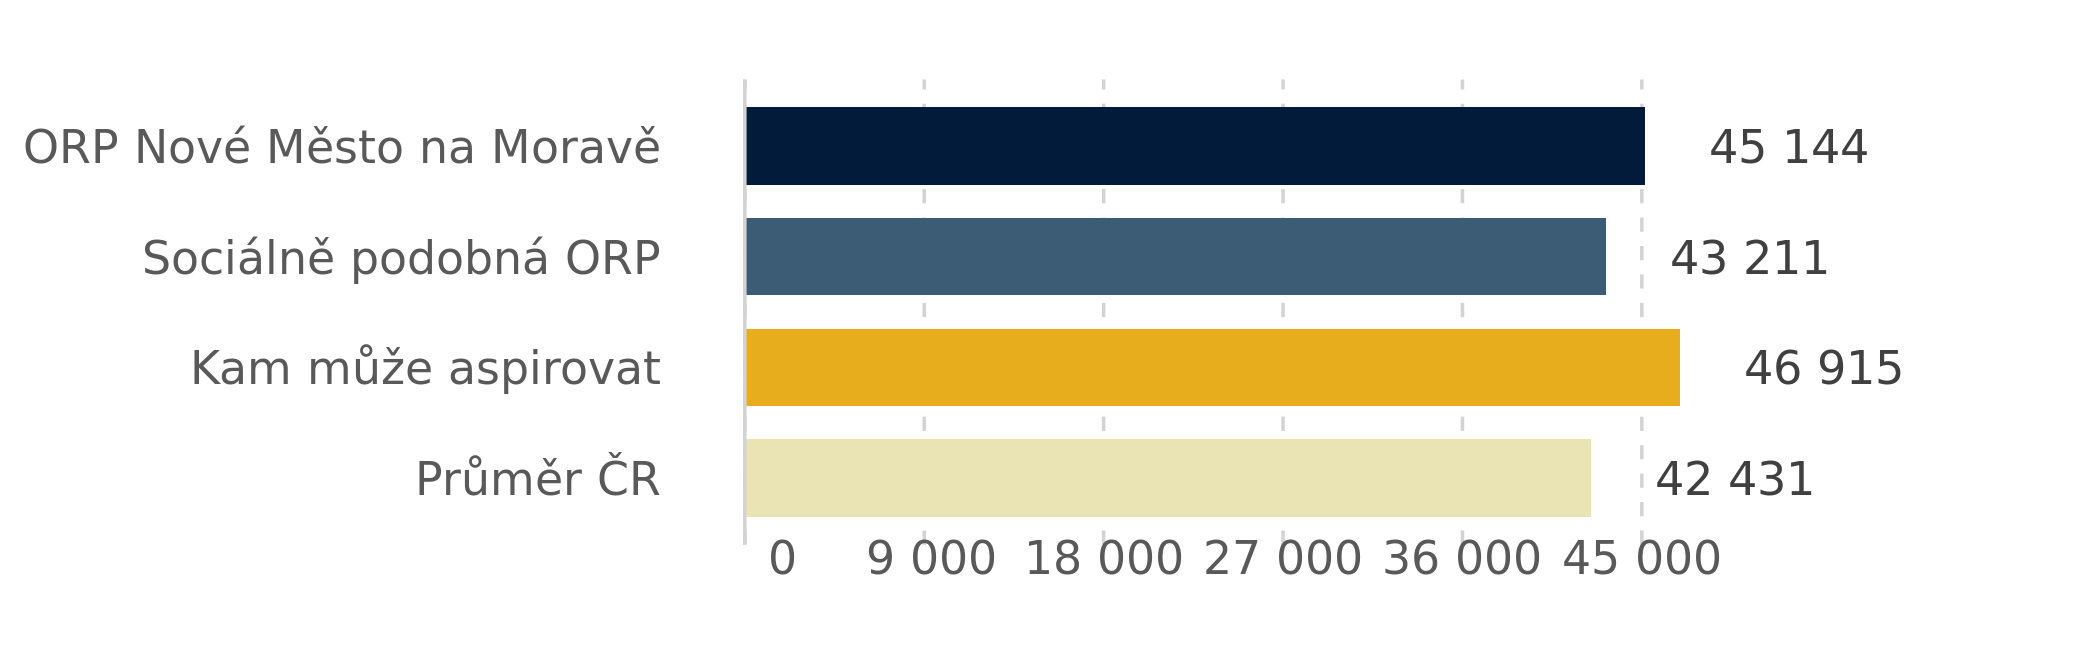 ORP Nové Město na Moravě 45 144
Sociálně podobná ORP 43 211
Kam může aspirovat 46 915
Průměr ČR 42 431
0 9 000 18 000 27 000 36 000 45 000